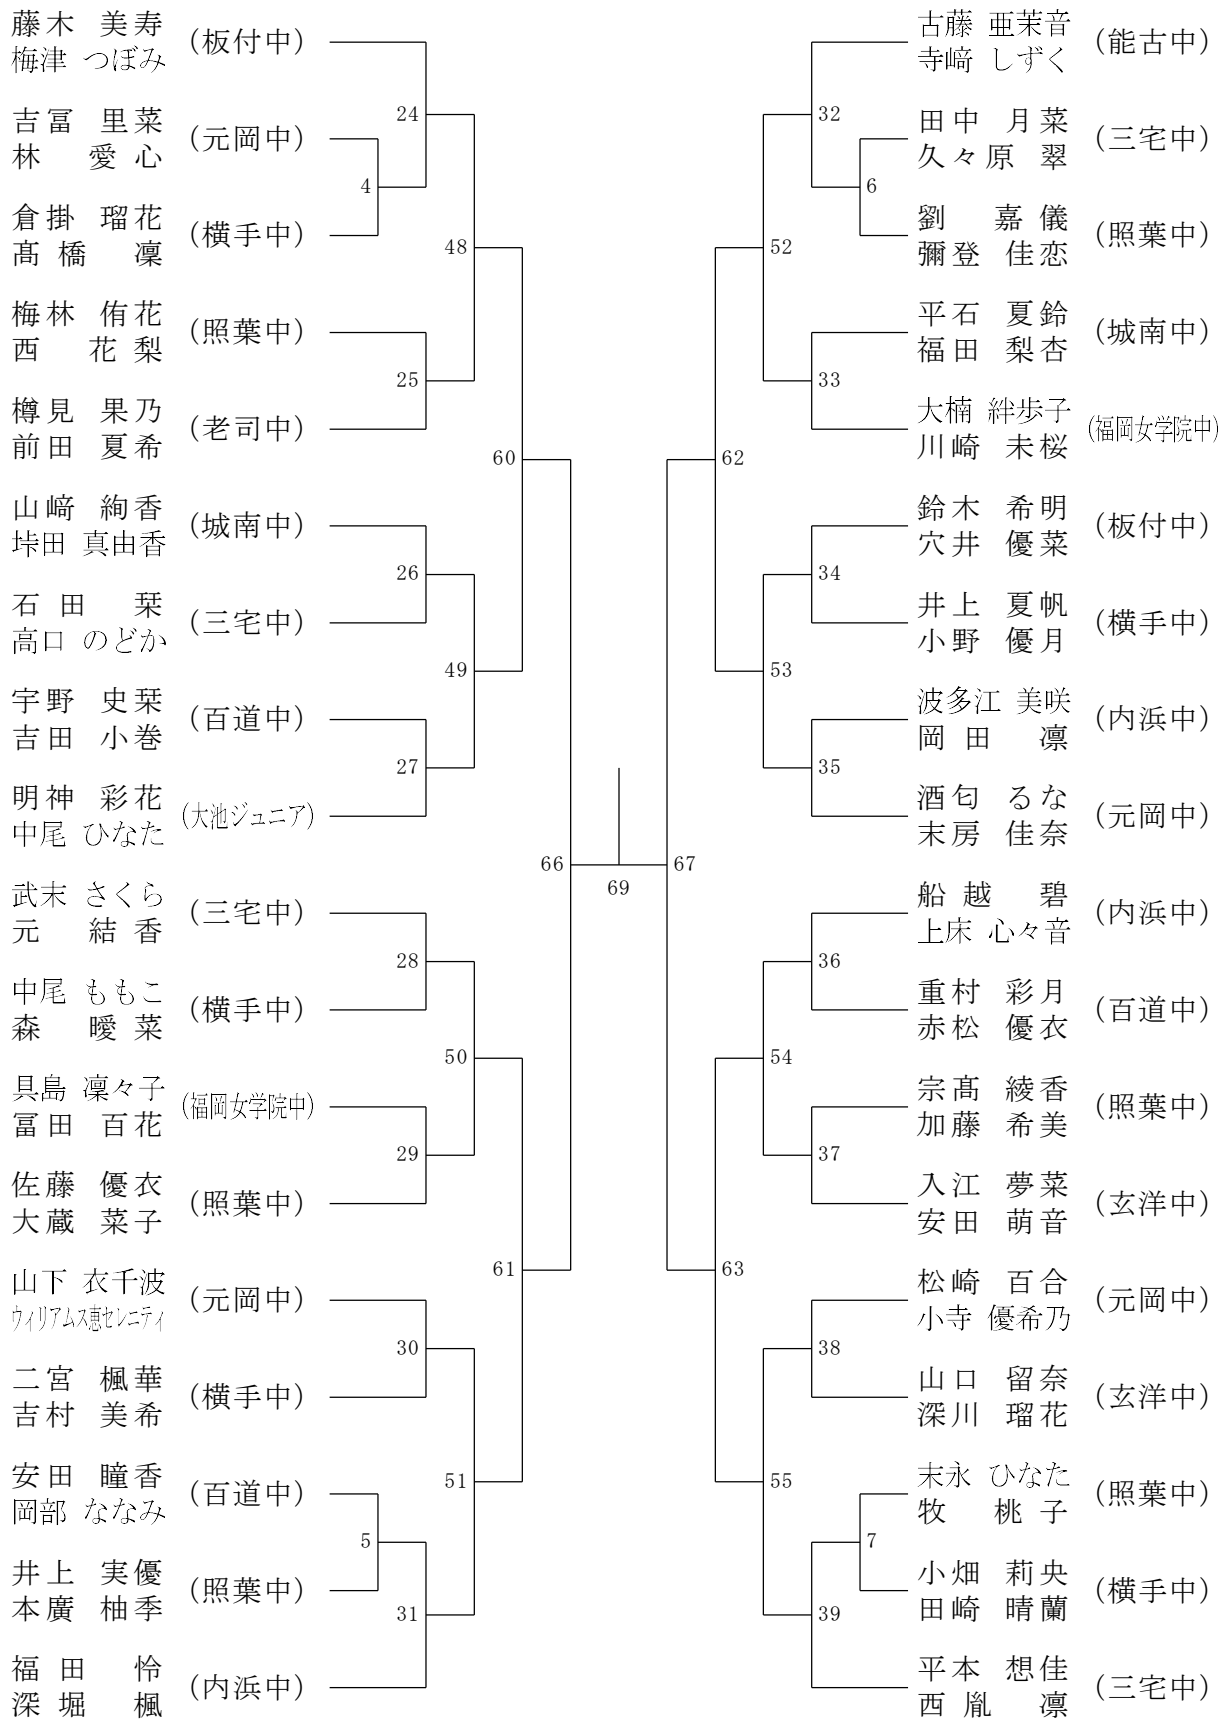 藤木 美寿
梅津 つぼみ
(板付中)
吉冨 里菜
林 愛心
(元岡中)
倉掛 瑠花
髙橋 凜
(横手中)
梅林 侑花
西 花梨
(照葉中)
樽見 果乃
前田 夏希
(老司中)
山﨑 絢香
垰田 真由香
(城南中)
石田 栞
高口 のどか
(三宅中)
宇野 史栞
吉田 小巻
(百道中)
明神 彩花
中尾 ひなた
(大池ジュニア)
武末 さくら
元 結香
(三宅中)
中尾 ももこ
森 曖菜
(横手中)
具島 凜々子
冨田 百花
(福岡女学院中)
佐藤 優衣
大蔵 菜子
(照葉中)
山下 衣千波
ウィリアムス恵セレニティ
(元岡中)
二宮 楓華
吉村 美希
(横手中)
安田 瞳香
岡部 ななみ
(百道中)
井上 実優
本廣 柚季
(照葉中)
福田 怜
深堀 楓
(内浜中)
24
4
48
25
60
26
49
27
66
28
50
29
61
30
51
5
31
69
32
6
52
33
62
34
53
35
67
36
54
37
63
38
55
7
39
古藤 亜茉音
寺﨑 しずく
(能古中)
田中 月菜
久々原 翠
(三宅中)
劉 嘉儀
彌登 佳恋
(照葉中)
平石 夏鈴
福田 梨杏
(城南中)
大楠 絆歩子
川崎 未桜
(福岡女学院中)
鈴木 希明
穴井 優菜
(板付中)
井上 夏帆
小野 優月
(横手中)
波多江 美咲
岡田 凛
(内浜中)
酒匂 るな
末房 佳奈
(元岡中)
船越 碧
上床 心々音
(内浜中)
重村 彩月
赤松 優衣
(百道中)
宗髙 綾香
加藤 希美
(照葉中)
入江 夢菜
安田 萌音
(玄洋中)
松崎 百合
小寺 優希乃
(元岡中)
山口 留奈
深川 瑠花
(玄洋中)
末永 ひなた
牧 桃子
(照葉中)
小畑 莉央
田崎 晴蘭
(横手中)
平本 想佳
西胤 凛
(三宅中)